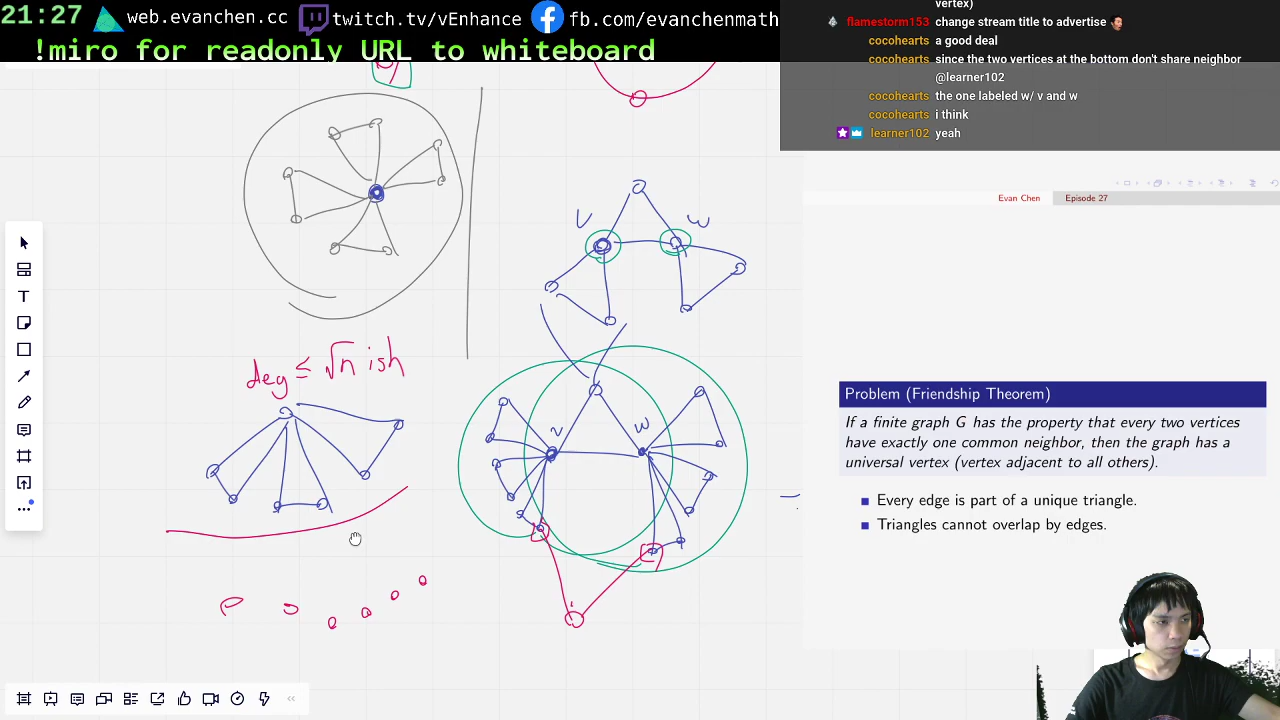 21:27 web.evanchen.cc twitch.tv/vEnhance fb.com/evanchenmath
!miro for readonly URL to whiteboard
vertex)
flamestorm153 change stream title to advertise
cocohearts a good deal
cocohearts since the two vertices at the bottom don't share neighbor
@learner102
cocohearts the one labeled w/ v and w
cocohearts i think
learner102 yeah
Evan Chen Episode 27
V W
deg ≤ √n ish
v w
T
Problem (Friendship Theorem)
If a finite graph G has the property that every two vertices
have exactly one common neighbor, then the graph has a
universal vertex (vertex adjacent to all others).
Every edge is part of a unique triangle.
Triangles cannot overlap by edges.